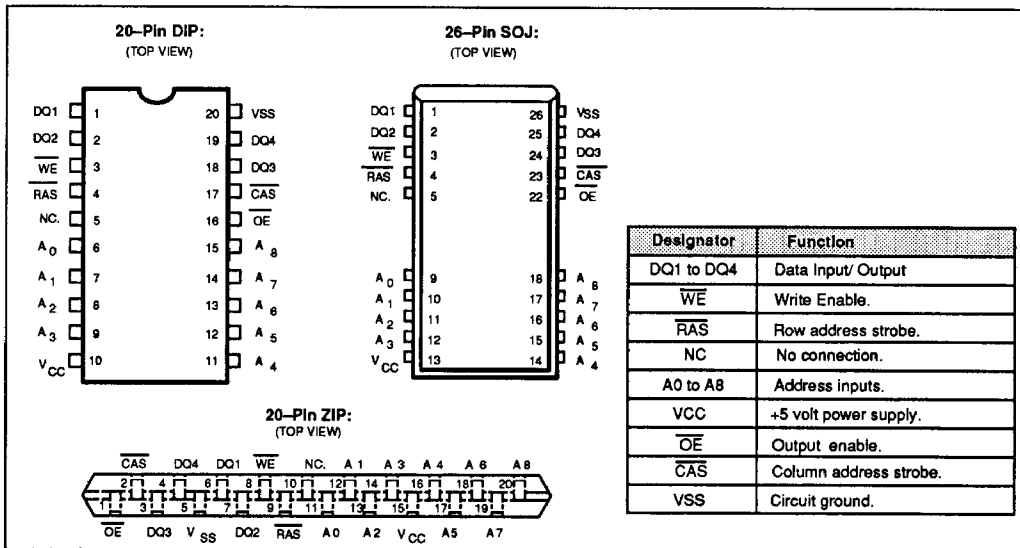 20–Pin DIP:
(TOP VIEW)
DQ1 1 20 VSS
DQ2 2 19 DQ4
WE 3 18 DQ3
RAS 4 17 CAS
NC. 5 16 OE
A0 6 15 A8
A1 7 14 A7
A2 8 13 A6
A3 9 12 A5
VCC 10 11 A4
26–Pin SOJ:
(TOP VIEW)
DQ1 1 26 VSS
DQ2 2 25 DQ4
WE 3 24 DQ3
RAS 4 23 CAS
NC. 5 22 OE
A0 9 18 A8
A1 10 17 A7
A2 11 16 A6
A3 12 15 A5
VCC 13 14 A4
20–Pin ZIP:
(TOP VIEW)
CAS DQ4 DQ1 WE NC. A1 A3 A4 A6 A8
2 4 6 8 10 12 14 16 18 20
1 3 5 7 9 11 13 15 17 19
OE DQ3 VSS DQ2 RAS A0 A2 VCC A5 A7
Designator Function
DQ1 to DQ4 Data Input/ Output
WE Write Enable.
RAS Row address strobe.
NC No connection.
A0 to A8 Address inputs.
VCC +5 volt power supply.
OE Output enable.
CAS Column address strobe.
VSS Circuit ground.